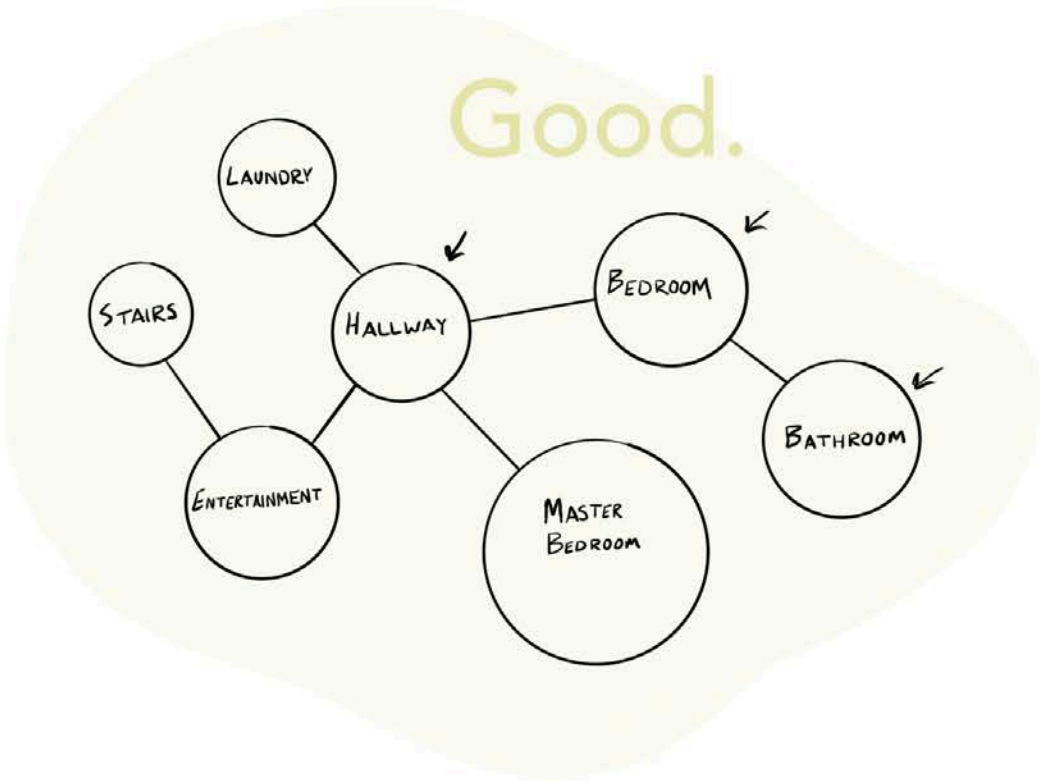 Good.
LAUNDRY
STAIRS
HALLWAY
BEDROOM
BATHROOM
ENTERTAINMENT
MASTER
BEDROOM